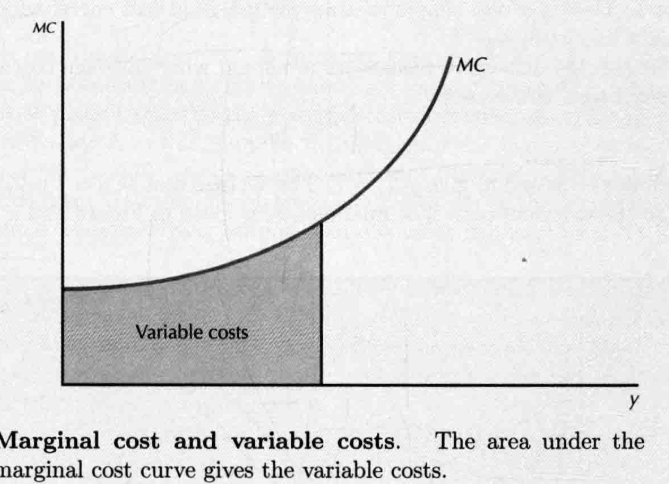 MC
MC
Variable costs
y
Marginal cost and variable costs. The area under the
marginal cost curve gives the variable costs.